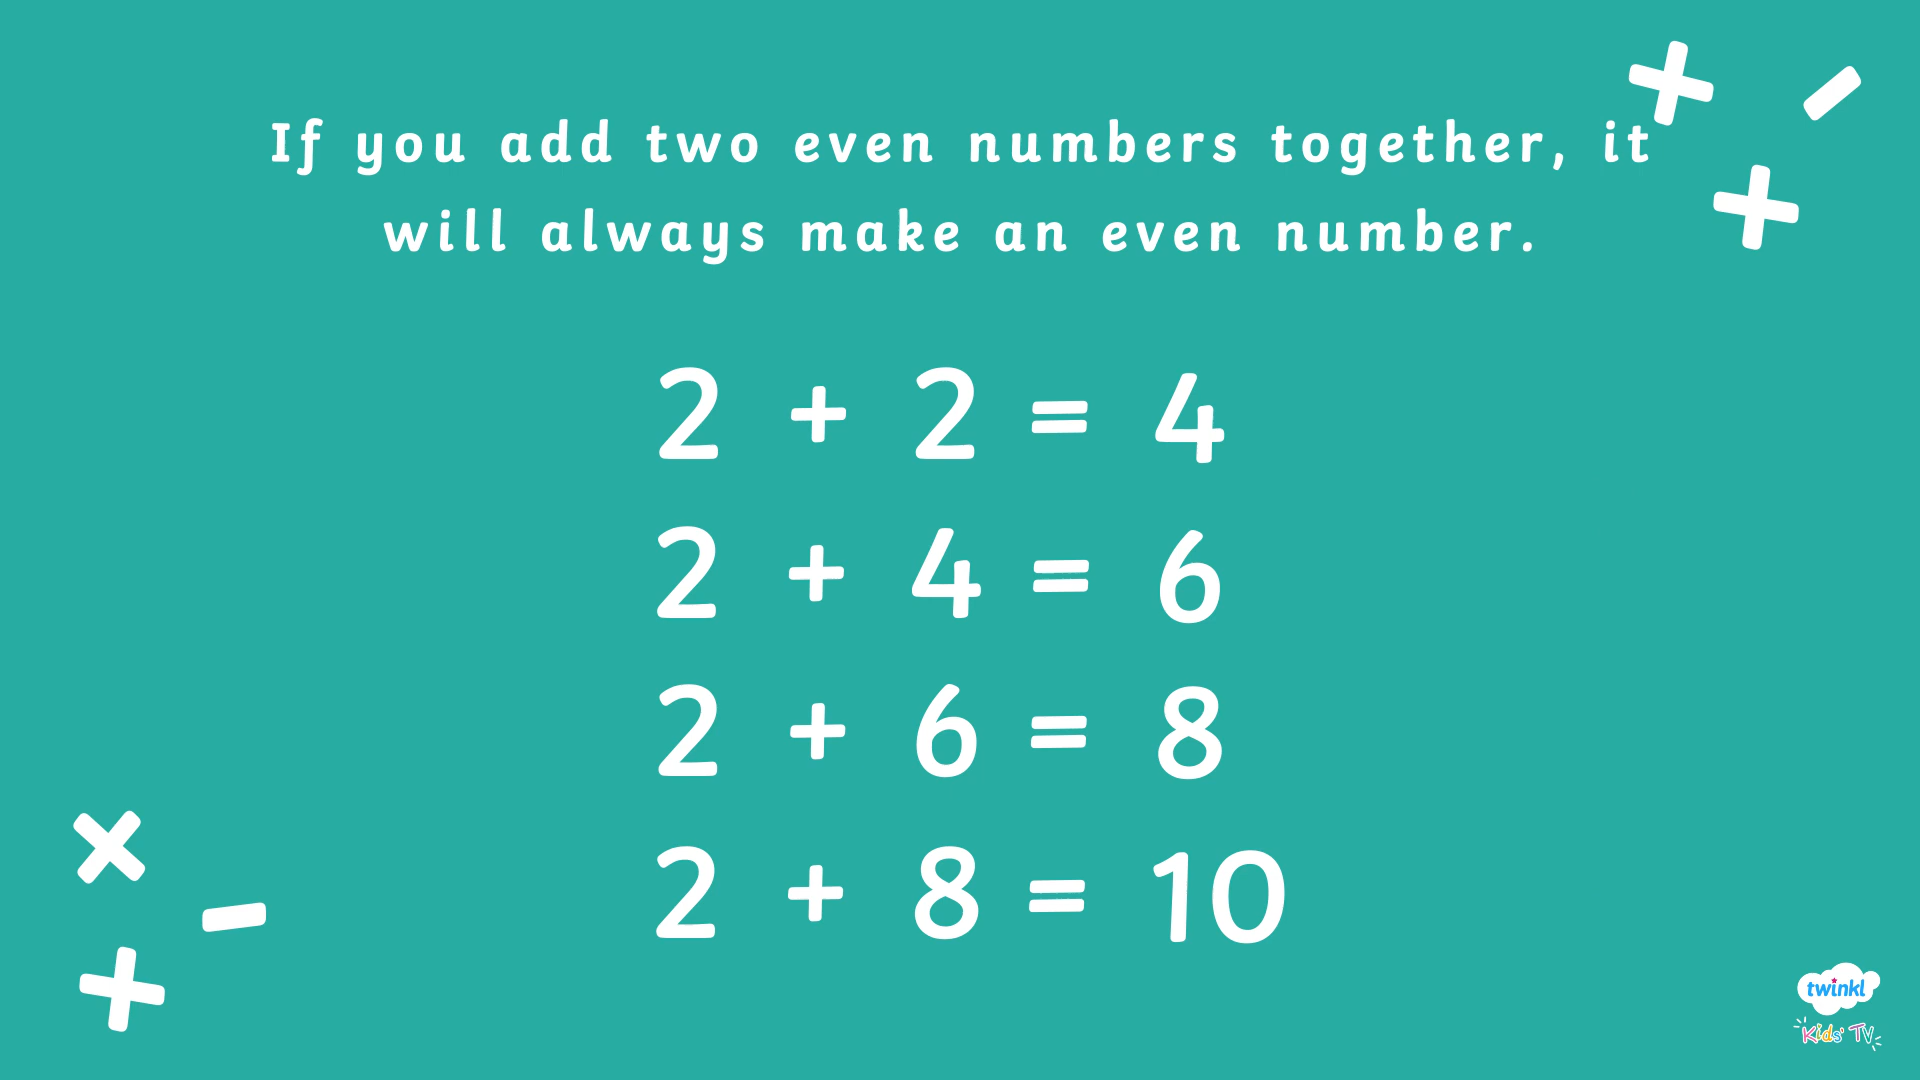 If you add two even numbers together, it
will always make an even number.
2 + 2 = 4
2 + 4 = 6
2 + 6 = 8
2 + 8 = 10
twinkl
Kids' TV